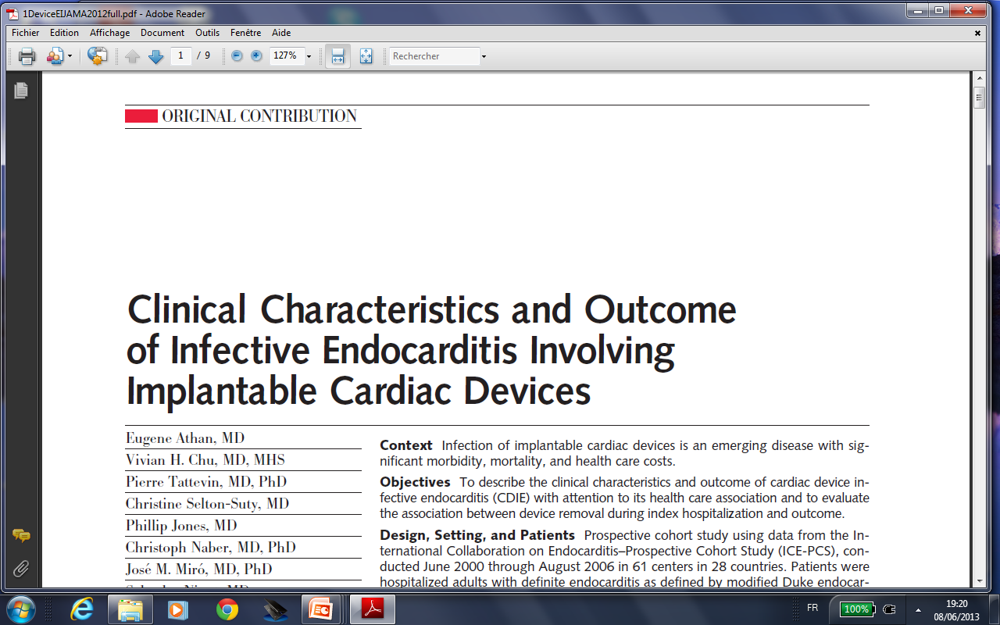 1DeviceEIJAMA2012full.pdf - Adobe Reader
Fichier Edition Affichage Document Outils Fenêtre Aide
1 / 9 127% Rechercher
ORIGINAL CONTRIBUTION
Clinical Characteristics and Outcome
of Infective Endocarditis Involving
Implantable Cardiac Devices
Eugene Athan, MD
Vivian H. Chu, MD, MHS
Pierre Tattevin, MD, PhD
Christine Selton-Suty, MD
Phillip Jones, MD
Christoph Naber, MD, PhD
José M. Miró, MD, PhD
Context Infection of implantable cardiac devices is an emerging disease with sig-
nificant morbidity, mortality, and health care costs.
Objectives To describe the clinical characteristics and outcome of cardiac device in-
fective endocarditis (CDIE) with attention to its health care association and to evaluate
the association between device removal during index hospitalization and outcome.
Design, Setting, and Patients Prospective cohort study using data from the In-
ternational Collaboration on Endocarditis–Prospective Cohort Study (ICE-PCS), con-
ducted June 2000 through August 2006 in 61 centers in 28 countries. Patients were
hospitalized adults with definite endocarditis as defined by modified Duke endocar-
FR 100% 19:20
08/06/2013